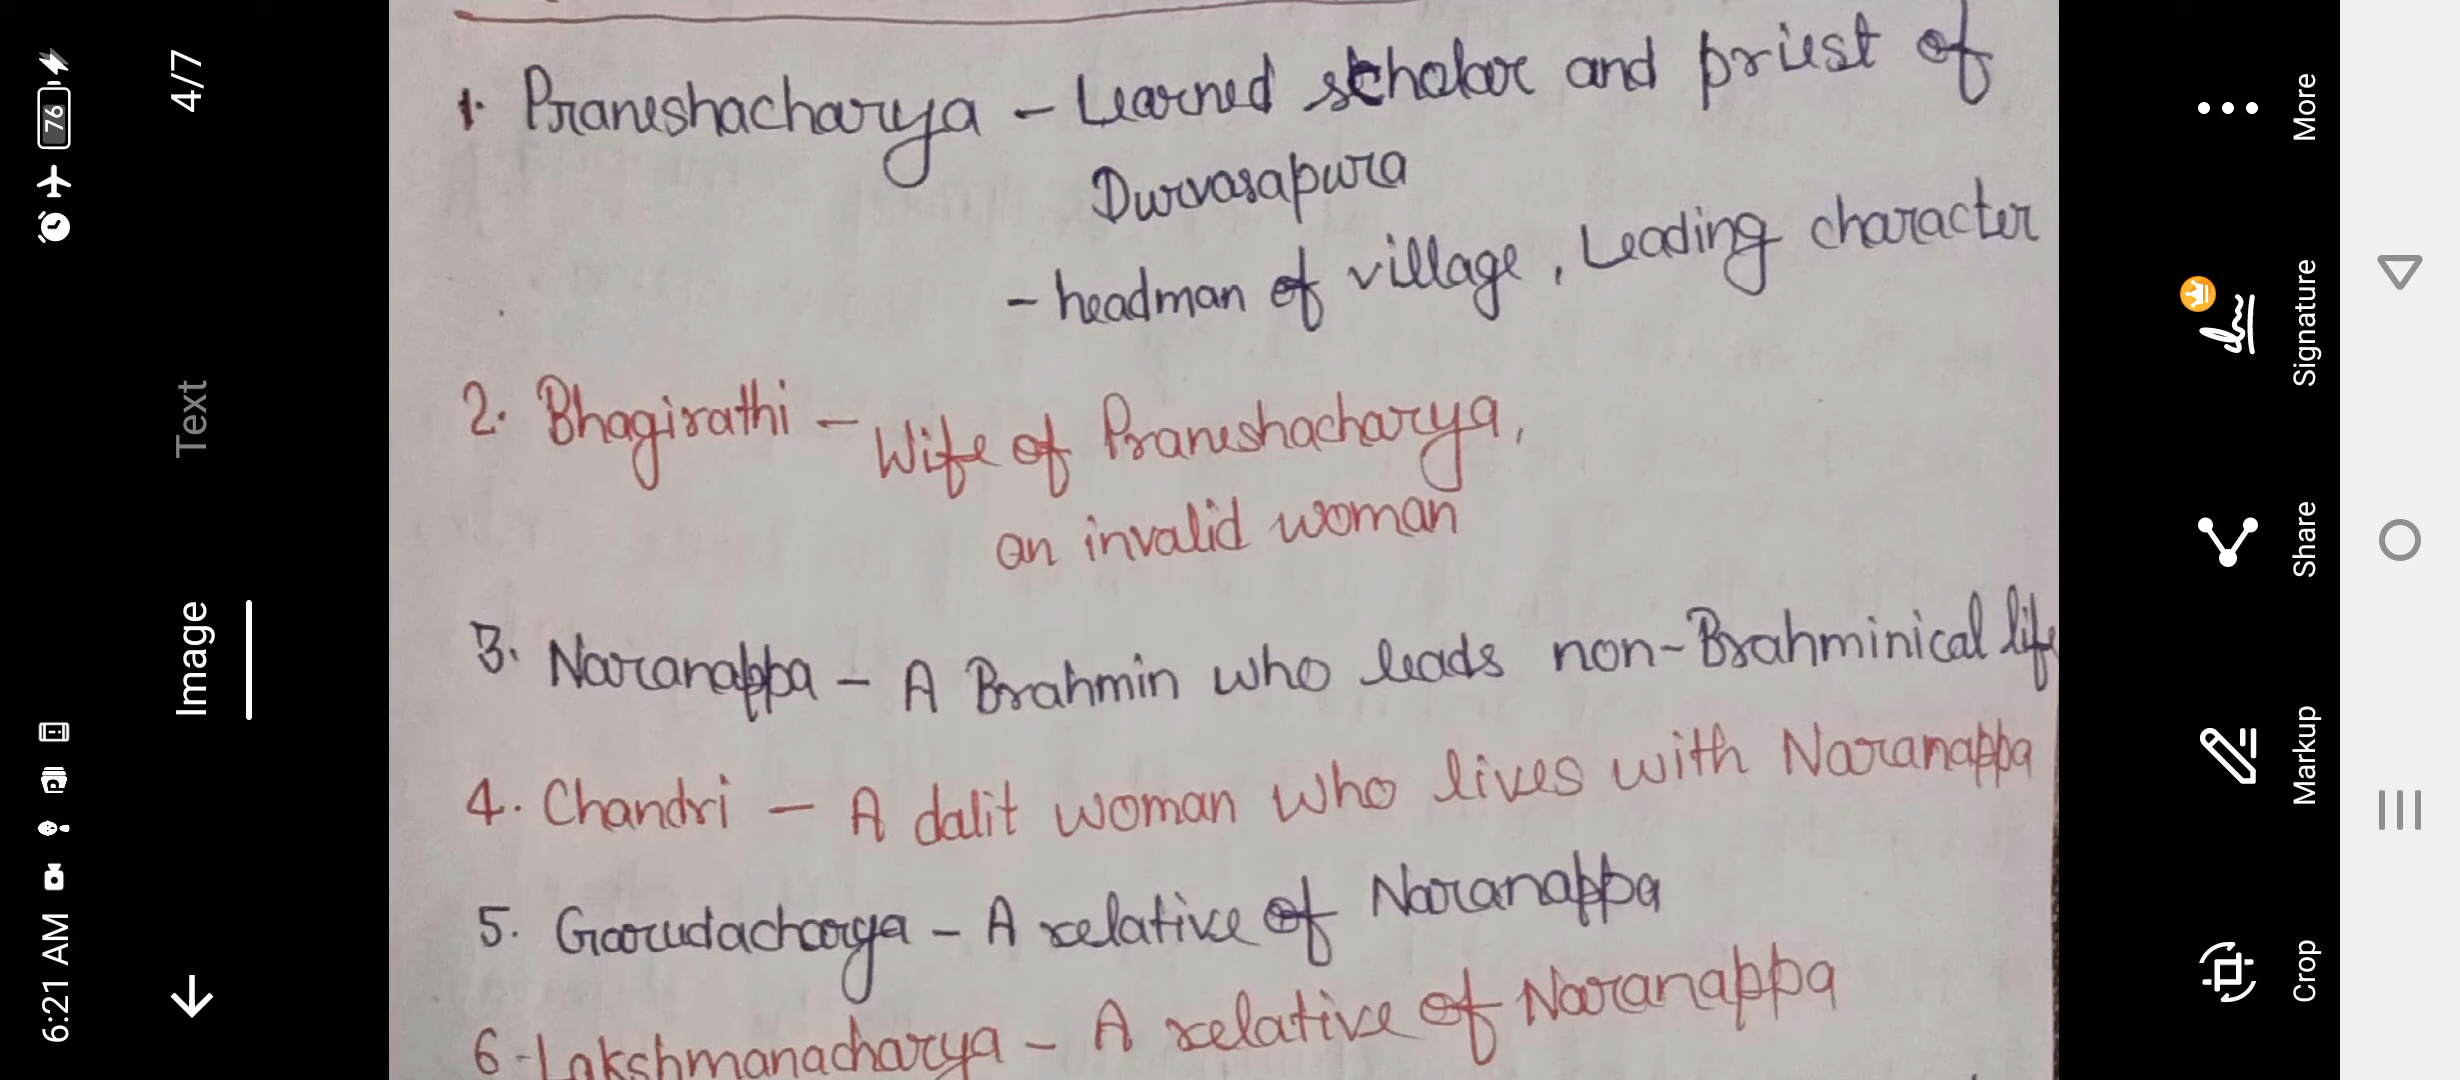 6:21 AM
76
4/7
Image
Text
1. Praneshacharya - Learned scholar and priest of
Durvasapura
- headman of village, Leading character
2. Bhagirathi - Wife of Praneshacharya,
an invalid woman
3. Naranappa - A Brahmin who leads non-Brahminical life
4. Chandri - A dalit woman who lives with Naranappa
5. Garudacharya - A relative of Naranappa
6 - Lakshmanacharya - A relative of Naranappa
More
Signature
Share
Markup
Crop